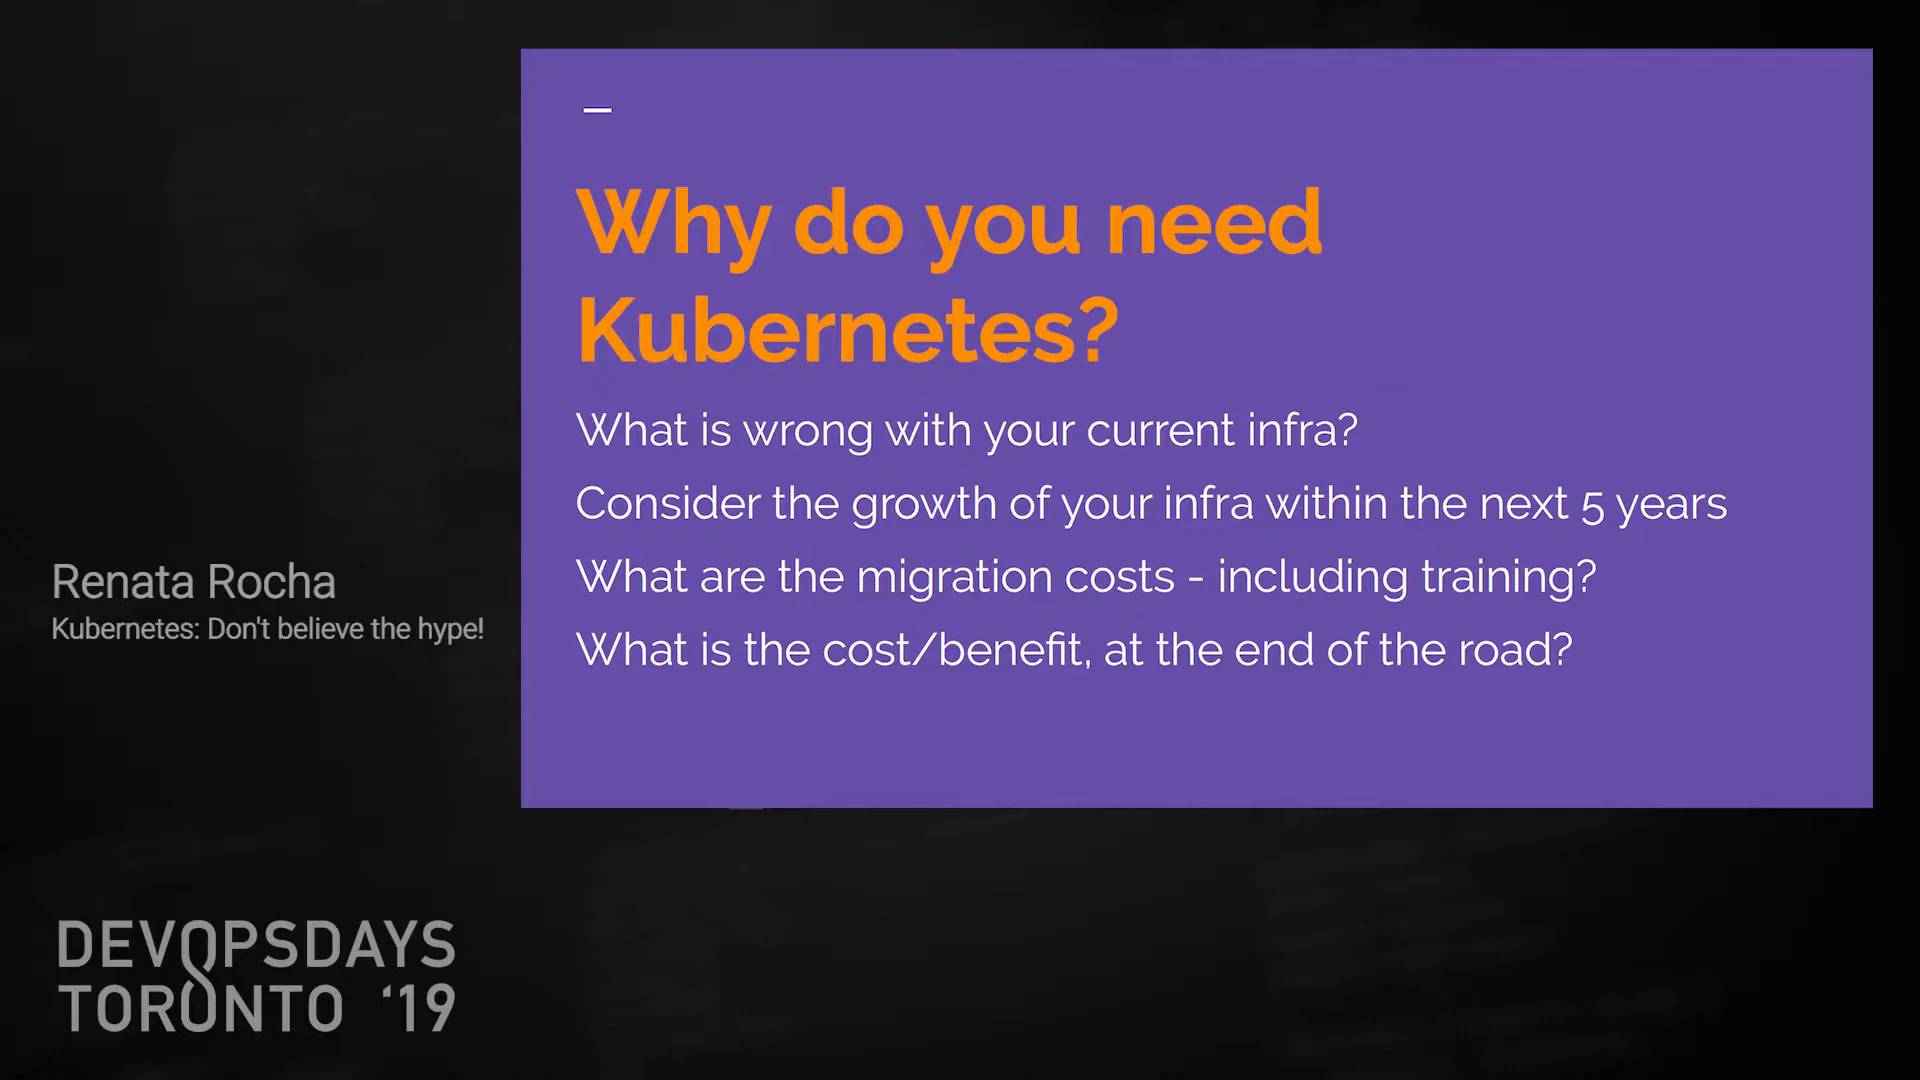 Why do you need
Kubernetes?
What is wrong with your current infra?
Consider the growth of your infra within the next 5 years
What are the migration costs - including training?
What is the cost/benefit, at the end of the road?
Renata Rocha
Kubernetes: Don't believe the hype!
DEVOPSDAYS
TORONTO ‘19